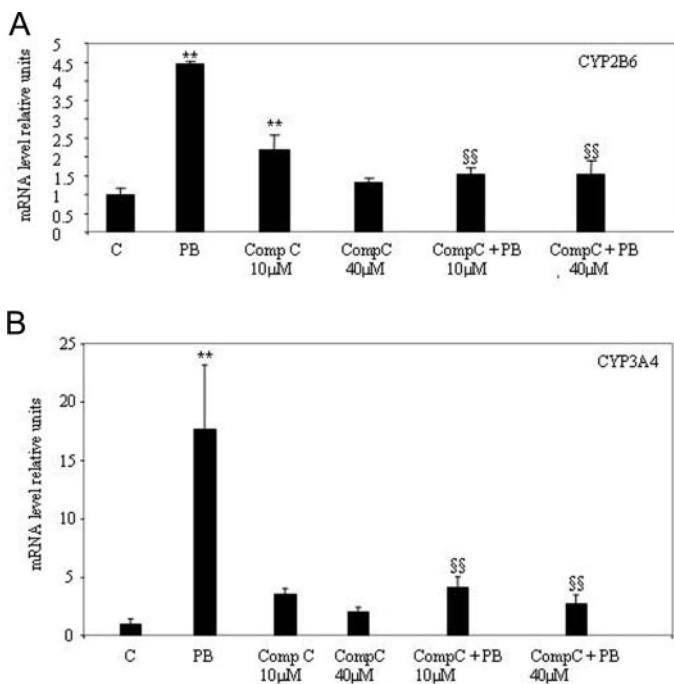 A
CYP2B6
mRNA level relative units
5
4.5
3.5
3
2.5
2
1.5
1
0.5
0
**
**
§§
§§
C PB Comp C CompC CompC +PB CompC + PB
10μM 40μM 10μM 40μM
B
CYP3A4
mRNA level relative units
25
20
15
10
5
0
**
§§
§§
C PB Comp C CompC CompC +PB CompC + PB
10μM 40μM 10μM 40μM